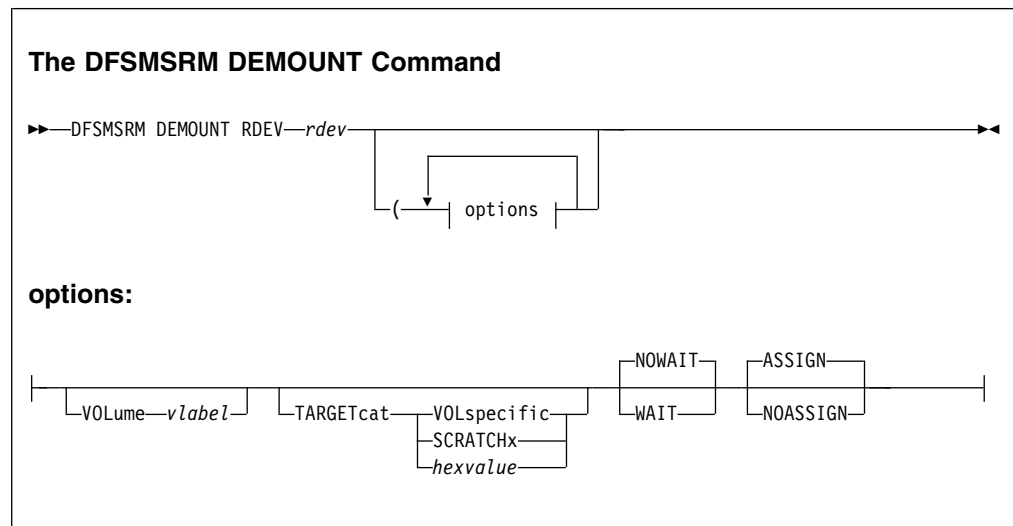 The DFSMSRM DEMOUNT Command
DFSMSRM DEMOUNT RDEV rdev
( options
options:
NOWAIT ASSIGN
VOLume vlabel TARGETcat VOLspecific WAIT NOASSIGN
SCRATCHx
hexvalue